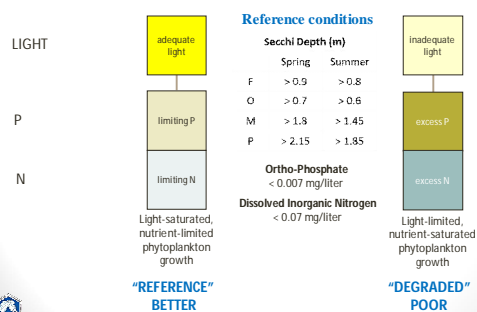 Reference conditions
LIGHT
adequate
light
P
limiting P
N
limiting N
Light-saturated,
nutrient-limited
phytoplankton
growth
"REFERENCE"
BETTER
Secchi Depth (m)
Spring Summer
F > 0.9 > 0.8
O > 0.7 > 0.6
M > 1.8 > 1.45
P > 2.15 > 1.85
Ortho-Phosphate
< 0.007 mg/liter
Dissolved Inorganic Nitrogen
< 0.07 mg/liter
inadequate
light
excess P
excess N
Light-limited,
nutrient-saturated
phytoplankton
growth
"DEGRADED"
POOR